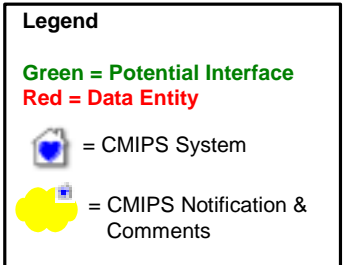 Legend
Green = Potential Interface
Red = Data Entity
= CMIPS System
= CMIPS Notification &
Comments